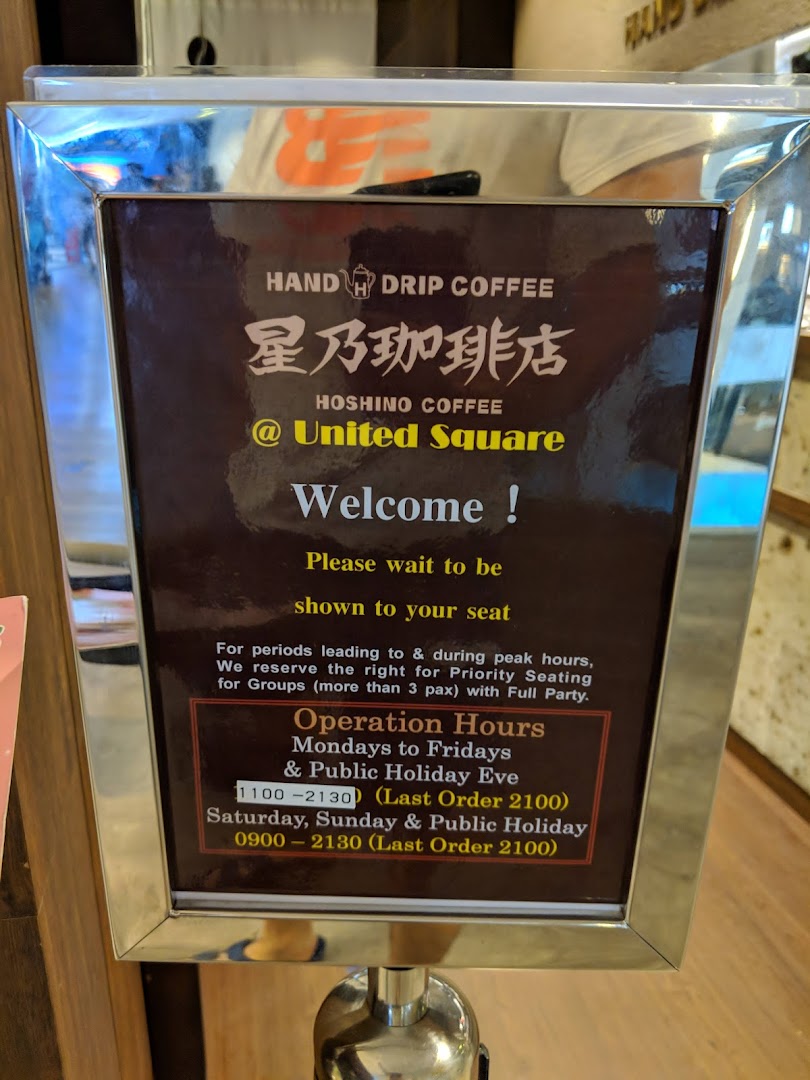 HAND H DRIP COFFEE
星乃珈琲店
HOSHINO COFFEE
@ United Square
Welcome !
Please wait to be
shown to your seat
For periods leading to & during peak hours,
We reserve the right for Priority Seating
for Groups (more than 3 pax) with Full Party.
Operation Hours
Mondays to Fridays
& Public Holiday Eve
1100 –2130 (Last Order 2100)
Saturday, Sunday & Public Holiday
0900 – 2130 (Last Order 2100)